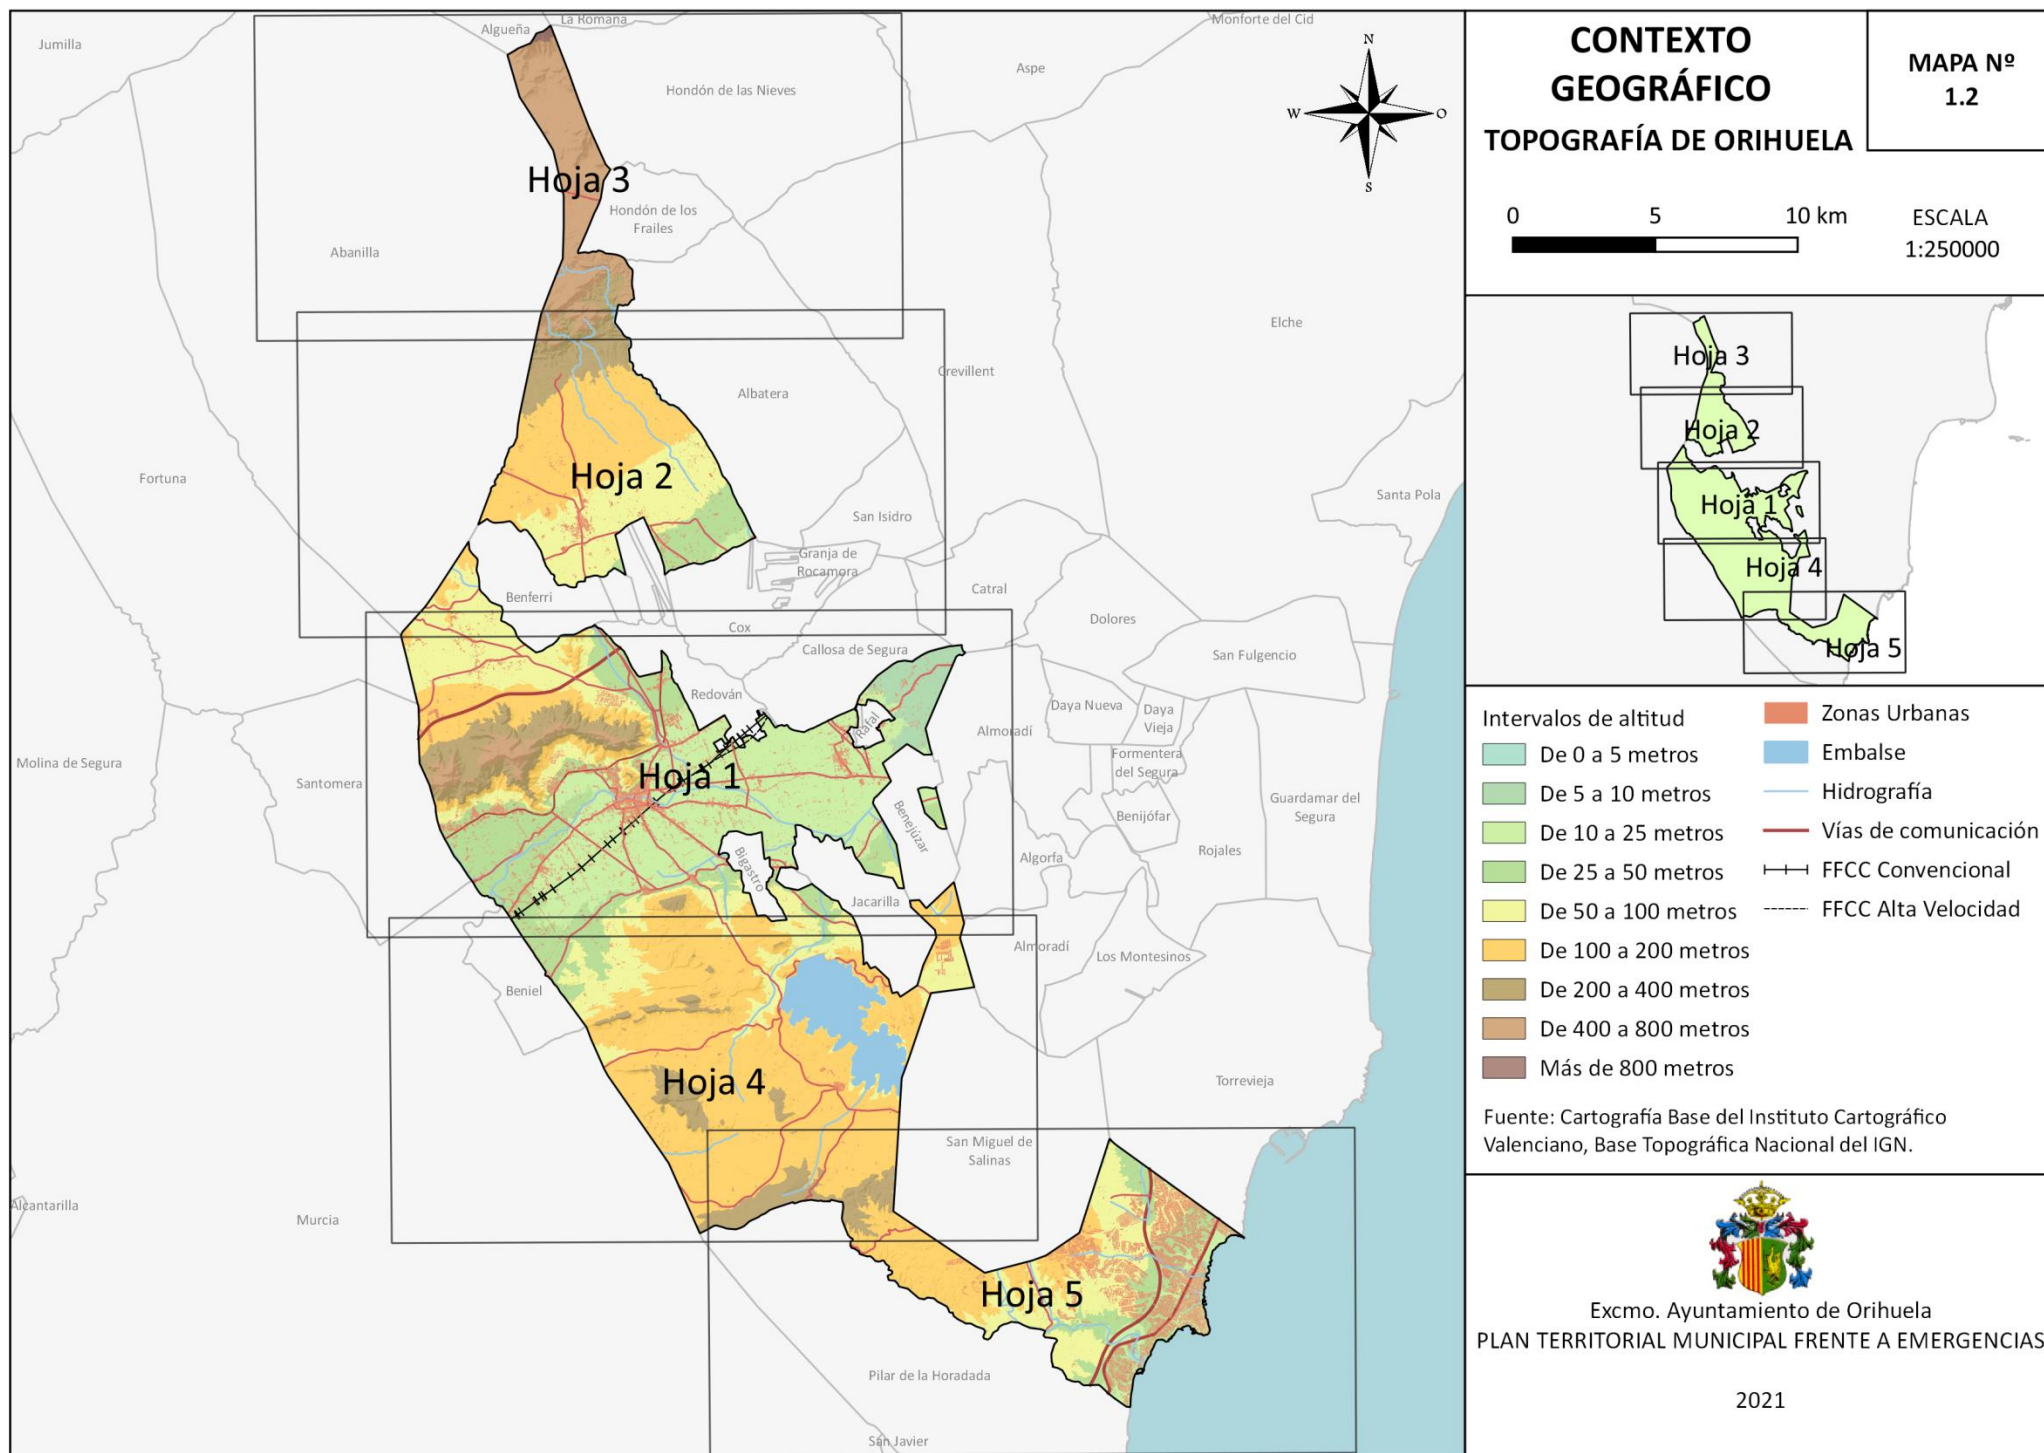 Jumilla
Algueña
La Romana
Monforte del Cid
Aspe
Hondón de las Nieves
Hoja 3
Hondón de los
Frailes
Abanilla
Elche
Crevillent
Albatera
Fortuna
Hoja 2
Santa Pola
San Isidro
Granja de
Rocamora
Benferri
Catral
Dolores
Cox
Callosa de Segura
San Fulgencio
Redován
Daya Nueva
Daya
Vieja
Rafal
Almoradí
Molina de Segura
Santomera
Hoja 1
Formentera
del Segura
Benejúzar
Benijófar
Guardamar del
Segura
Bigastro
Algorfa
Rojales
Jacarilla
Almoradí
Los Montesinos
Beniel
Hoja 4
Torrevieja
San Miguel de
Salinas
Alcantarilla
Murcia
Hoja 5
Pilar de la Horadada
San Javier
N
W
O
S
CONTEXTO
GEOGRÁFICO
TOPOGRAFÍA DE ORIHUELA
MAPA Nº
1.2
0 5 10 km
ESCALA
1:250000
Hoja 3
Hoja 2
Hoja 1
Hoja 4
Hoja 5
Intervalos de altitud
De 0 a 5 metros
De 5 a 10 metros
De 10 a 25 metros
De 25 a 50 metros
De 50 a 100 metros
De 100 a 200 metros
De 200 a 400 metros
De 400 a 800 metros
Más de 800 metros
Zonas Urbanas
Embalse
Hidrografía
Vías de comunicación
FFCC Convencional
FFCC Alta Velocidad
Fuente: Cartografía Base del Instituto Cartográfico
Valenciano, Base Topográfica Nacional del IGN.
Excmo. Ayuntamiento de Orihuela
PLAN TERRITORIAL MUNICIPAL FRENTE A EMERGENCIAS
2021